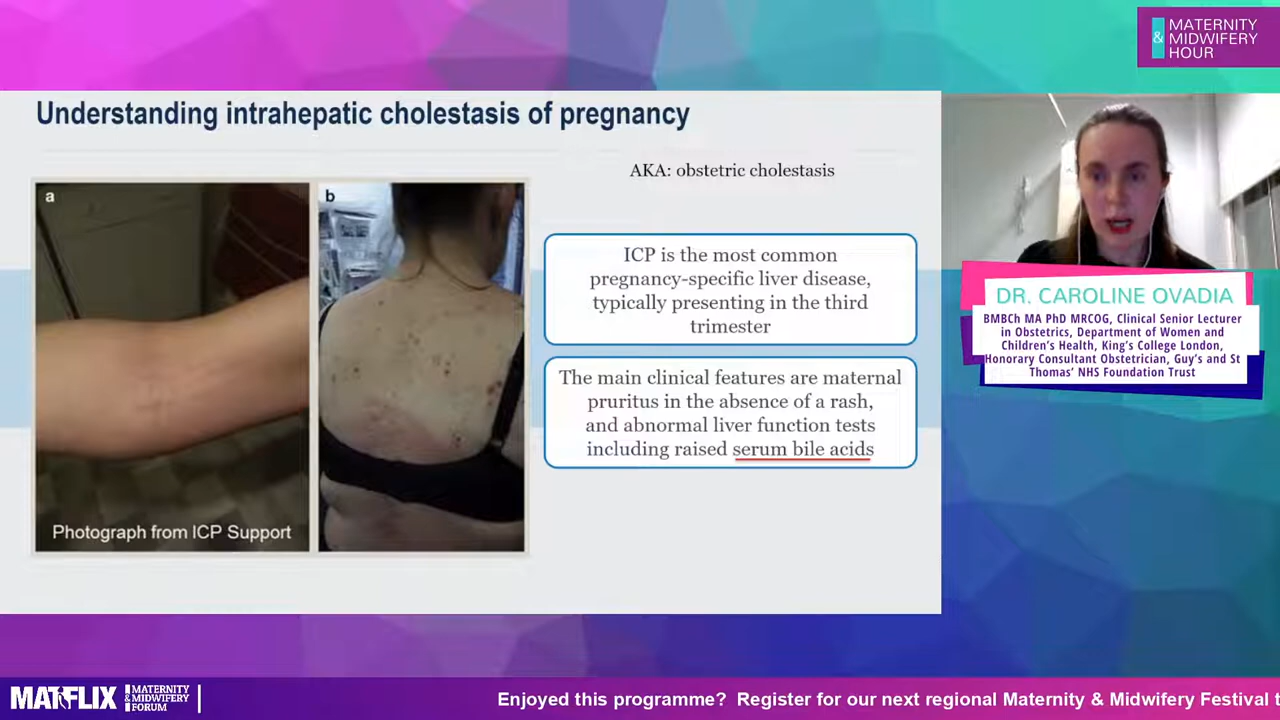 MATERNITY
& MIDWIFERY
HOUR
Understanding intrahepatic cholestasis of pregnancy
AKA: obstetric cholestasis
a
b
Photograph from ICP Support
ICP is the most common
pregnancy-specific liver disease,
typically presenting in the third
trimester
The main clinical features are maternal
pruritus in the absence of a rash,
and abnormal liver function tests
including raised serum bile acids
DR. CAROLINE OVADIA
MBBCh MA PhD MRCOG, Clinical Senior Lecturer
in Obstetrics, Department of Women and
Children's Health, King's College London,
Honorary Consultant Obstetrician, Guy's and St
Thomas' NHS Foundation Trust
MATFLIX
MATERNITY
& MIDWIFERY
FORUM
Enjoyed this programme? Register for our next regional Maternity & Midwifery Festival t